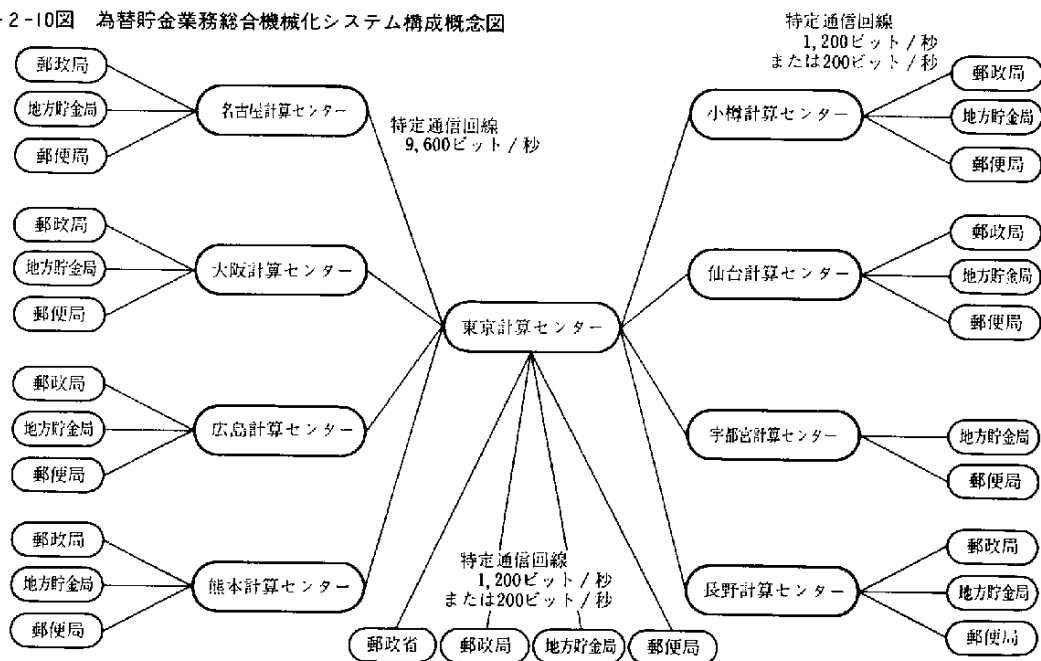 -2-10図 為替貯金業務総合機械化システム構成概念図
郵政局
地方貯金局
郵便局
名古屋計算センター
特定通信回線
9,600ビット/秒
郵政局
地方貯金局
郵便局
大阪計算センター
郵政局
地方貯金局
郵便局
広島計算センター
郵政局
地方貯金局
郵便局
熊本計算センター
東京計算センター
特定通信回線
1,200ビット/秒
または200ビット/秒
郵政省
郵政局
地方貯金局
郵便局
特定通信回線
1,200ビット/秒
または200ビット/秒
小樽計算センター
郵政局
地方貯金局
郵便局
仙台計算センター
郵政局
地方貯金局
郵便局
宇都宮計算センター
地方貯金局
郵便局
長野計算センター
郵政局
地方貯金局
郵便局